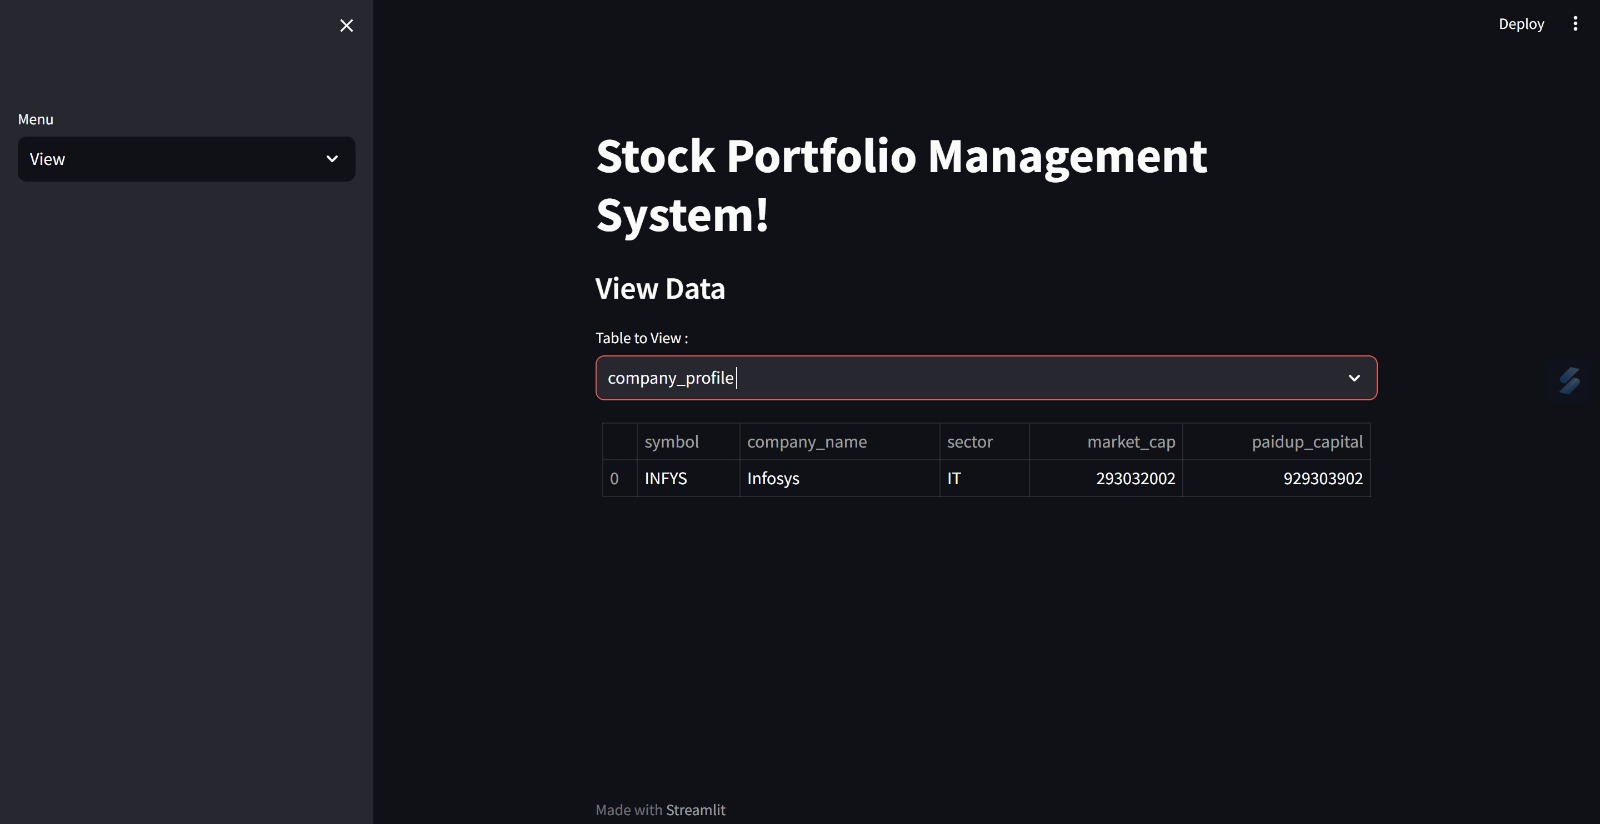 Deploy
Menu
View
Stock Portfolio Management
System!
View Data
Table to View :
company_profile
symbol company_name sector market_cap paidup_capital
0 INFYS Infosys IT 293032002 929303902
Made with Streamlit